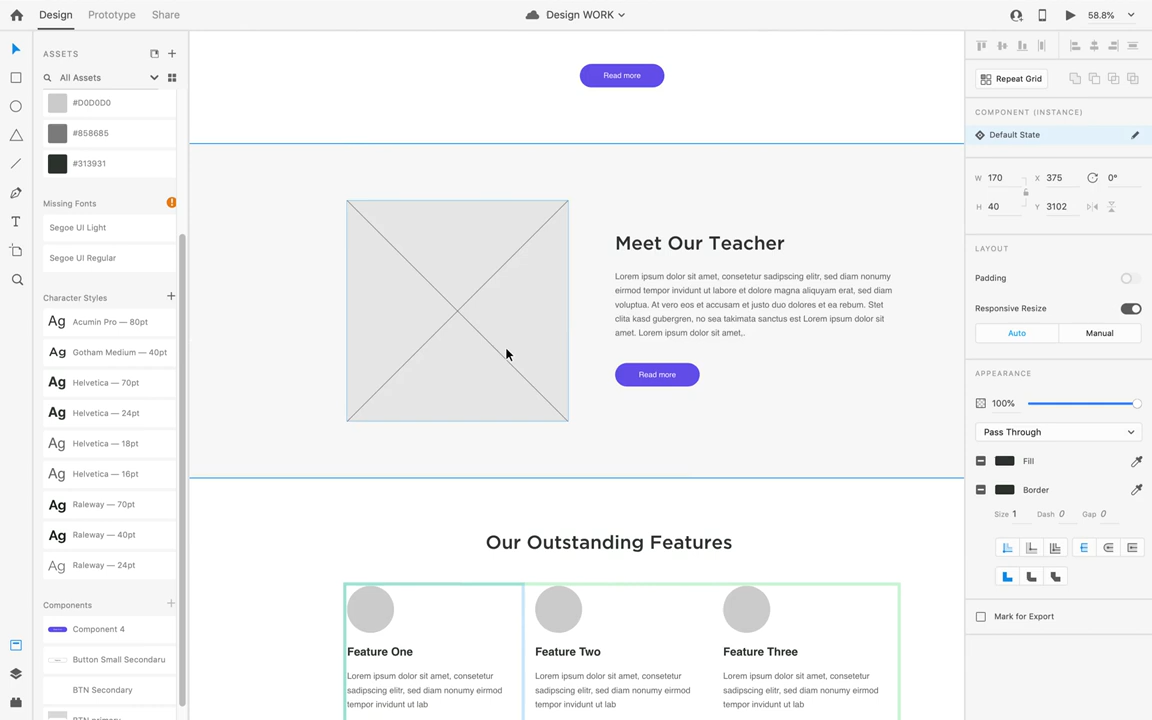 Design
Prototype
Share
Design WORK
58.8%
ASSETS
All Assets
#D0D0D0
#858685
#313931
Missing Fonts
Segoe UI Light
Segoe UI Regular
Character Styles
Ag Acumin Pro — 80pt
Ag Gotham Medium — 40pt
Ag Helvetica — 70pt
Ag Helvetica — 24pt
Ag Helvetica — 18pt
Ag Helvetica — 16pt
Ag Raleway — 70pt
Ag Raleway — 40pt
Ag Raleway — 24pt
Components
Component 4
Button Small Secondaru
BTN Secondary
BTN primary
Read more
Meet Our Teacher
Lorem ipsum dolor sit amet, consetetur sadipscing elitr, sed diam nonumy
eirmod tempor invidunt ut labore et dolore magna aliquyam erat, sed diam
voluptua. At vero eos et accusam et justo duo dolores et ea rebum. Stet
clita kasd gubergren, no sea takimata sanctus est Lorem ipsum dolor sit
amet. Lorem ipsum dolor sit amet,.
Read more
Our Outstanding Features
Feature One
Lorem ipsum dolor sit amet, consetetur
sadipscing elitr, sed diam nonumy eirmod
tempor invidunt ut lab
Feature Two
Lorem ipsum dolor sit amet, consetetur
sadipscing elitr, sed diam nonumy eirmod
tempor invidunt ut lab
Feature Three
Lorem ipsum dolor sit amet, consetetur
sadipscing elitr, sed diam nonumy eirmod
tempor invidunt ut lab
Repeat Grid
COMPONENT (INSTANCE)
Default State
W 170 X 375 0°
H 40 Y 3102
LAYOUT
Padding
Responsive Resize
Auto Manual
APPEARANCE
100%
Pass Through
Fill
Border
Size 1 Dash 0 Gap 0
Mark for Export